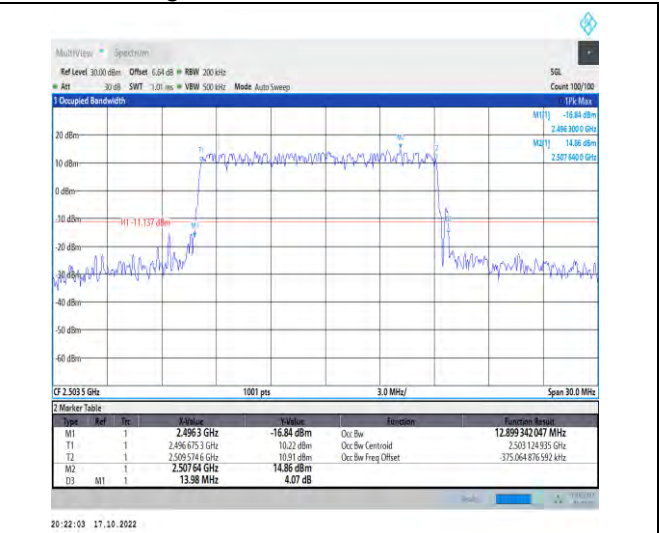 MultiView Spectrum
Ref Level 30.00 dBm Offset 6.64 dB RBW 200 kHz SGL
Att 30 dB SWT 1.01 ms VBW 500 kHz Mode Auto Sweep Count 100/100
1 Occupied Bandwidth 1Pk Max
M1[1] -16.84 dBm
2.496 300 0 GHz
20 dBm
M2[1] 14.86 dBm
2.507 640 0 GHz
10 dBm
0 dBm
-10 dBm
H1 -11.137 dBm
-20 dBm
-30 dBm
-40 dBm
-50 dBm
-60 dBm
CF 2.503 5 GHz 1001 pts 3.0 MHz/ Span 30.0 MHz
2 Marker Table
Type Ref Trc X-Value Y-Value Function Function Result
M1 1 2.496 3 GHz -16.84 dBm Occ Bw 12.899 342 047 MHz
T1 1 2.496 675 3 GHz 10.22 dBm Occ Bw Centroid 2.503 124 935 GHz
T2 1 2.509 574 6 GHz 10.91 dBm Occ Bw Freq Offset -375.064 876 592 kHz
M2 1 2.507 64 GHz 14.86 dBm
D3 M1 1 13.98 MHz 4.07 dB
20:22:03 17.10.2022